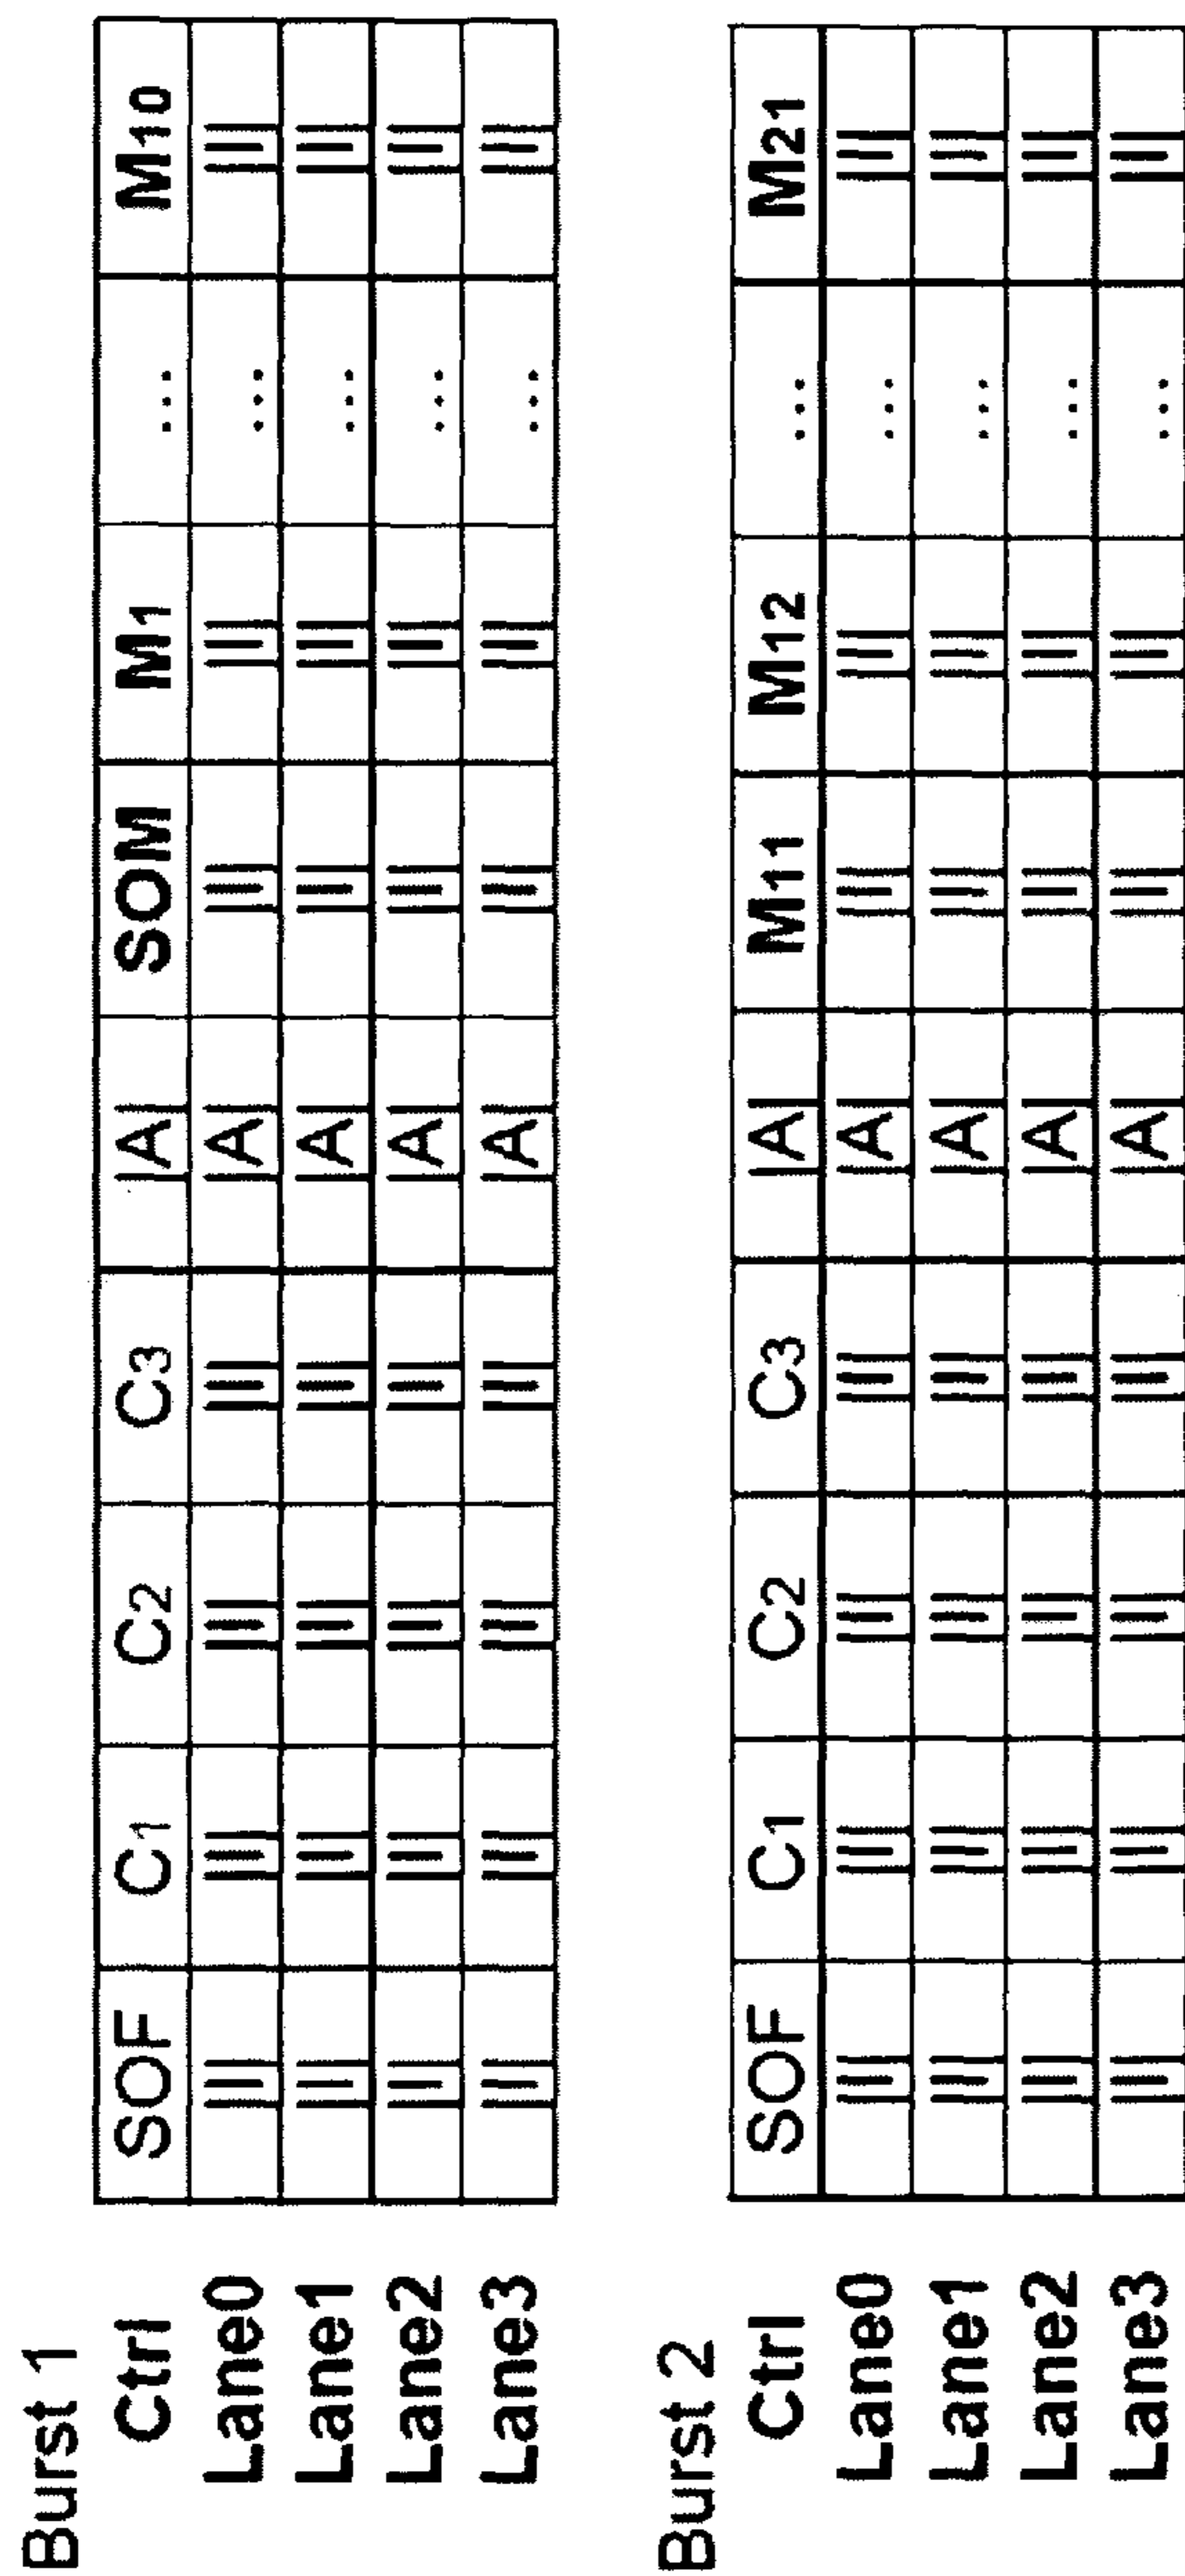 Burst 1
Ctrl SOF C1 C2 C3 |A| SOM M1 ... M10
Lane0 |I| |I| |I| |I| |A| |I| |I| ... |I|
Lane1 |I| |I| |I| |I| |A| |I| |I| ... |I|
Lane2 |I| |I| |I| |I| |A| |I| |I| ... |I|
Lane3 |I| |I| |I| |I| |A| |I| |I| ... |I|
Burst 2
Ctrl SOF C1 C2 C3 |A| M11 M12 ... M21
Lane0 |I| |I| |I| |I| |A| |I| |I| ... |I|
Lane1 |I| |I| |I| |I| |A| |I| |I| ... |I|
Lane2 |I| |I| |I| |I| |A| |I| |I| ... |I|
Lane3 |I| |I| |I| |I| |A| |I| |I| ... |I|